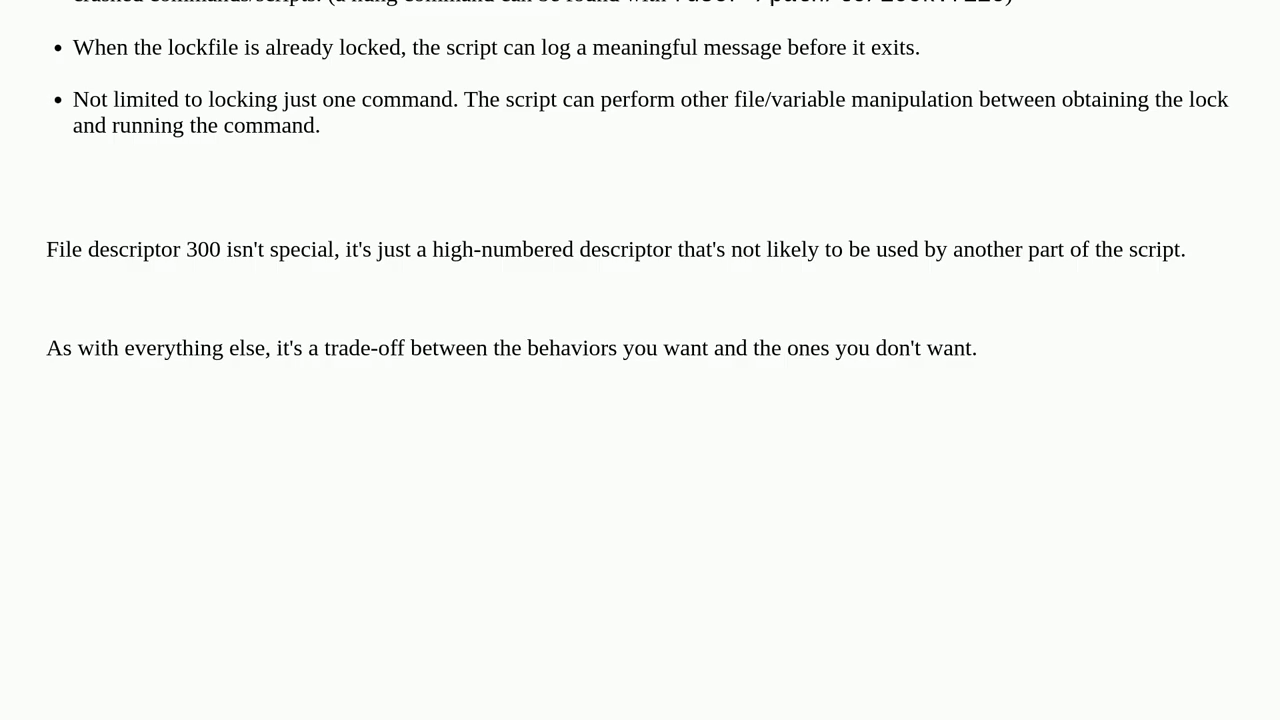 • When the lockfile is already locked, the script can log a meaningful message before it exits.
• Not limited to locking just one command. The script can perform other file/variable manipulation between obtaining the lock
and running the command.
File descriptor 300 isn't special, it's just a high-numbered descriptor that's not likely to be used by another part of the script.
As with everything else, it's a trade-off between the behaviors you want and the ones you don't want.